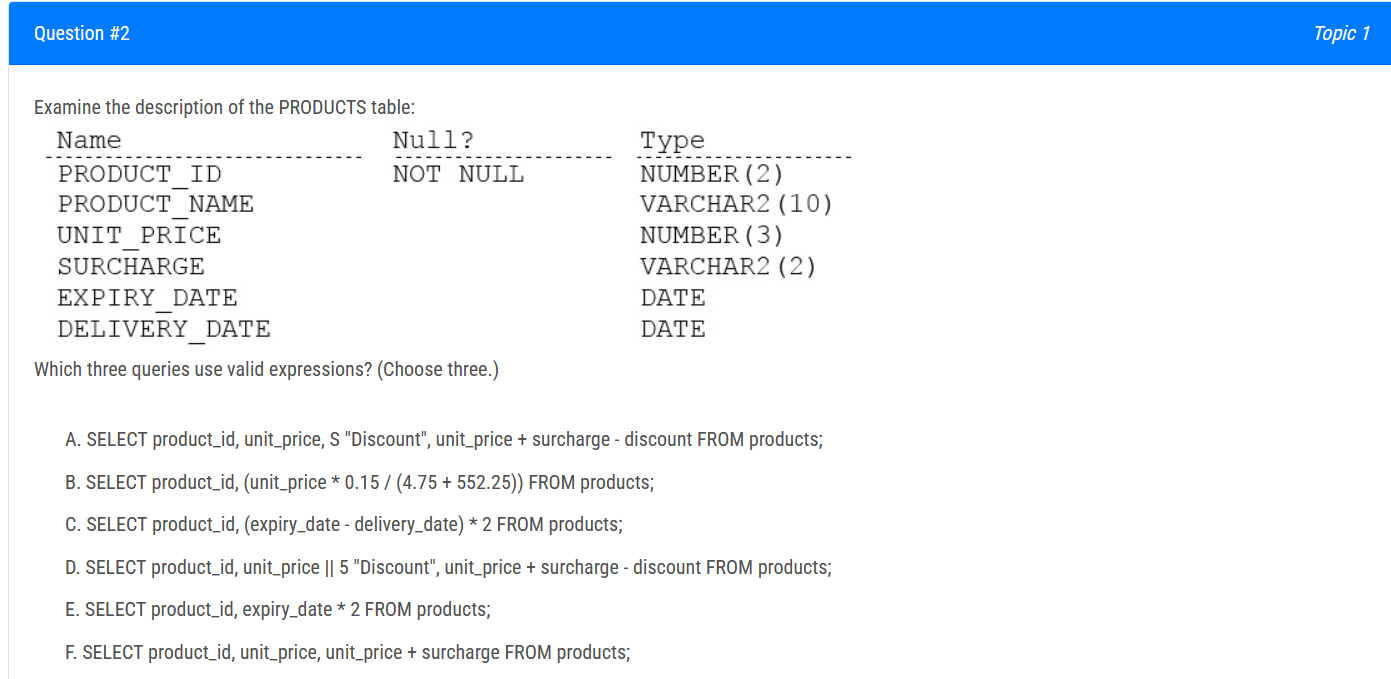 Question #2 Topic 1
Examine the description of the PRODUCTS table:
Name Null? Type
PRODUCT_ID NOT NULL NUMBER(2)
PRODUCT_NAME VARCHAR2(10)
UNIT_PRICE NUMBER(3)
SURCHARGE VARCHAR2(2)
EXPIRY_DATE DATE
DELIVERY_DATE DATE
Which three queries use valid expressions? (Choose three.)
A. SELECT product_id, unit_price, S "Discount", unit_price + surcharge - discount FROM products;
B. SELECT product_id, (unit_price * 0.15 / (4.75 + 552.25)) FROM products;
C. SELECT product_id, (expiry_date - delivery_date) * 2 FROM products;
D. SELECT product_id, unit_price || 5 "Discount", unit_price + surcharge - discount FROM products;
E. SELECT product_id, expiry_date * 2 FROM products;
F. SELECT product_id, unit_price, unit_price + surcharge FROM products;